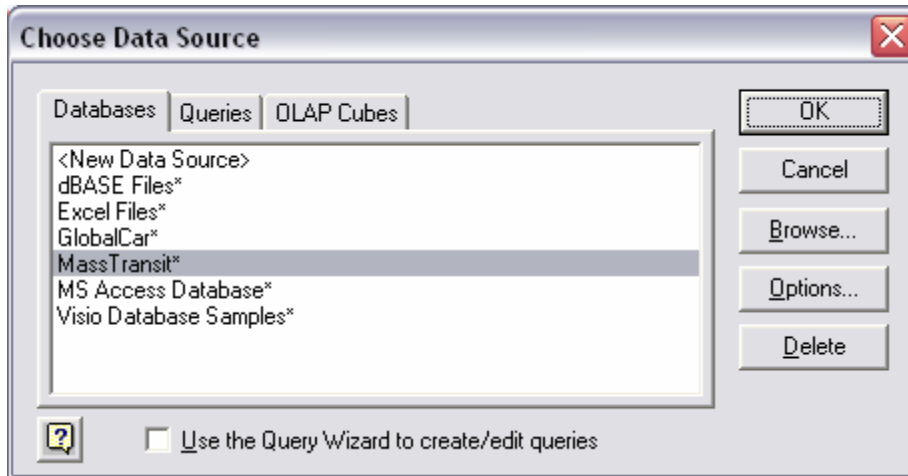 Choose Data Source
Databases Queries OLAP Cubes
<New Data Source>
dBASE Files*
Excel Files*
GlobalCar*
MassTransit*
MS Access Database*
Visio Database Samples*
OK
Cancel
Browse...
Options...
Delete
?
Use the Query Wizard to create/edit queries